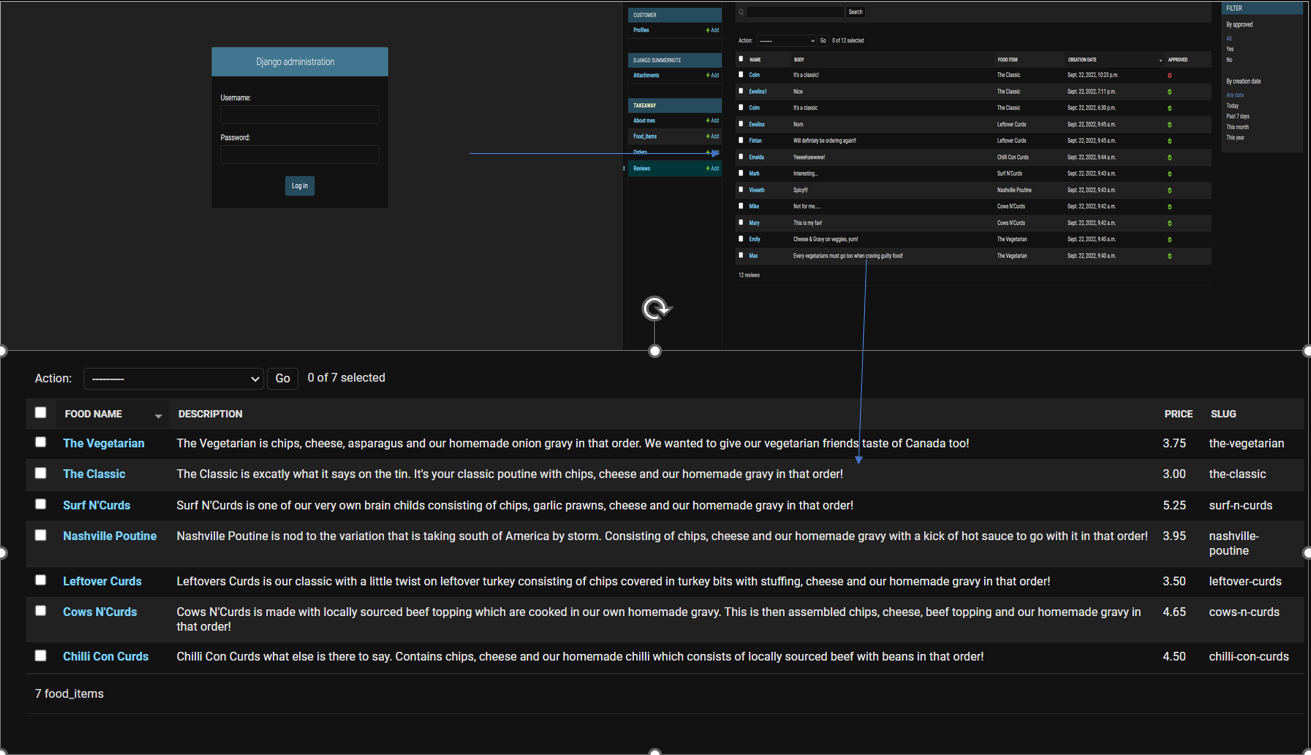 Django administration
Username:
Password:
Log in
CUSTOMER
Profiles + Add
DJANGO SUMMERNOTE
Attachments + Add
TAKEAWAY
About mes + Add
Food_items + Add
Orders + Add
Reviews + Add
Search
Action: Go 0 of 12 selected
NAME BODY FOOD ITEM CREATION DATE APPROVED
Colm It's a classic! The Classic Sept. 22, 2022, 10:23 p.m.
Ewelina1 Nice The Classic Sept. 22, 2022, 7:11 p.m.
Colm It's a classic The Classic Sept. 22, 2022, 6:30 p.m.
Ewelina Nom Leftover Curds Sept. 22, 2022, 9:45 a.m.
Fintan Will defintely be ordering again!! Leftover Curds Sept. 22, 2022, 9:45 a.m.
Emelda Yeeeehawwww! Chilli Con Curds Sept. 22, 2022, 9:44 a.m.
Mark Interesting... Surf N'Curds Sept. 22, 2022, 9:43 a.m.
Vineeth Spicy!!! Nashville Poutine Sept. 22, 2022, 9:43 a.m.
Mike Not for me..... Cows N'Curds Sept. 22, 2022, 9:42 a.m.
Mary This is my fav! Cows N'Curds Sept. 22, 2022, 9:42 a.m.
Emily Cheese & Gravy on veggies, yum! The Vegetarian Sept. 22, 2022, 9:40 a.m.
Max Every vegetarians must go too when craving guilty food! The Vegetarian Sept. 22, 2022, 9:40 a.m.
12 reviews
FILTER
By approved
All
Yes
No
By creation date
Any date
Today
Past 7 days
This month
This year
Action: Go 0 of 7 selected
FOOD NAME DESCRIPTION PRICE SLUG
The Vegetarian The Vegetarian is chips, cheese, asparagus and our homemade onion gravy in that order. We wanted to give our vegetarian friends taste of Canada too! 3.75 the-vegetarian
The Classic The Classic is excatly what it says on the tin. It's your classic poutine with chips, cheese and our homemade gravy in that order! 3.00 the-classic
Surf N'Curds Surf N'Curds is one of our very own brain childs consisting of chips, garlic prawns, cheese and our homemade gravy in that order! 5.25 surf-n-curds
Nashville Poutine Nashville Poutine is nod to the variation that is taking south of America by storm. Consisting of chips, cheese and our homemade gravy with a kick of hot sauce to go with it in that order! 3.95 nashville-
poutine
Leftover Curds Leftovers Curds is our classic with a little twist on leftover turkey consisting of chips covered in turkey bits with stuffing, cheese and our homemade gravy in that order! 3.50 leftover-curds
Cows N'Curds Cows N'Curds is made with locally sourced beef topping which are cooked in our own homemade gravy. This is then assembled chips, cheese, beef topping and our homemade gravy in 4.65 cows-n-curds
that order!
Chilli Con Curds Chilli Con Curds what else is there to say. Contains chips, cheese and our homemade chilli which consists of locally sourced beef with beans in that order! 4.50 chilli-con-curds
7 food_items